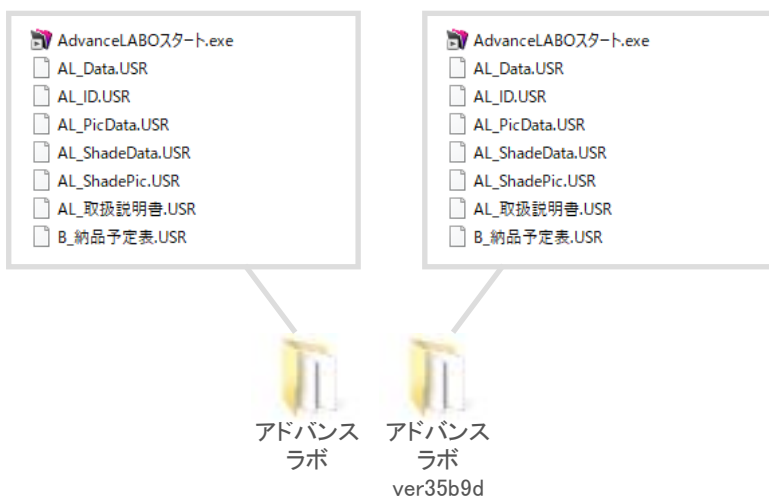 AdvanceLABOスタート.exe
AL_Data.USR
AL_ID.USR
AL_PicData.USR
AL_ShadeData.USR
AL_ShadePic.USR
AL_取扱説明書.USR
B_納品予定表.USR
AdvanceLABOスタート.exe
AL_Data.USR
AL_ID.USR
AL_PicData.USR
AL_ShadeData.USR
AL_ShadePic.USR
AL_取扱説明書.USR
B_納品予定表.USR
アドバンス
ラボ
アドバンス
ラボ
ver35b9d